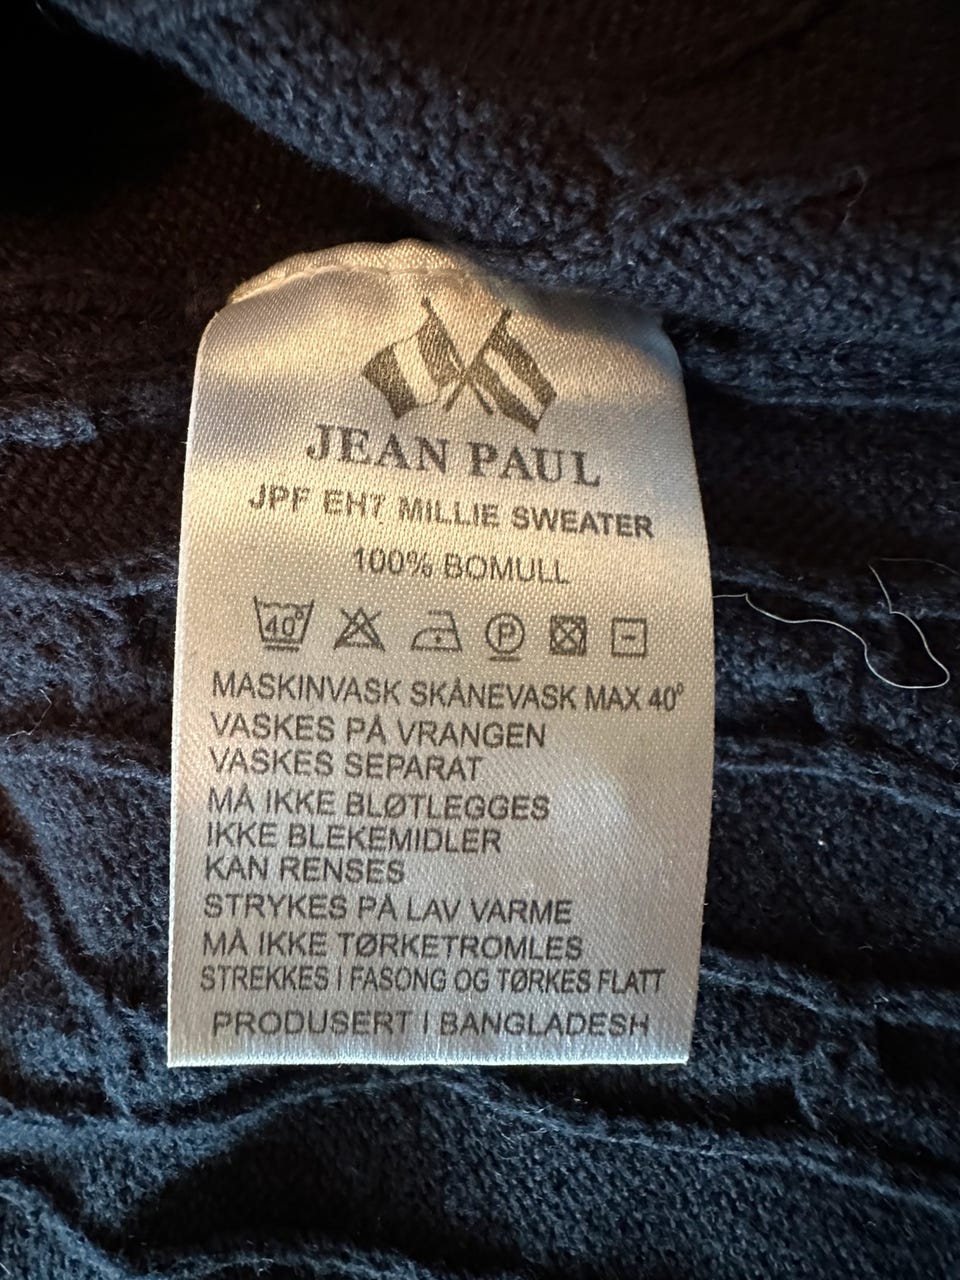 JEAN PAUL
JPF EH7 MILLIE SWEATER
100% BOMULL
40° P
MASKINVASK SKÅNEVASK MAX 40°
VASKES PÅ VRANGEN
VASKES SEPARAT
MÅ IKKE BLØTLEGGES
IKKE BLEKEMIDLER
KAN RENSES
STRYKES PÅ LAV VARME
MÅ IKKE TØRKETROMLES
STREKKES I FASONG OG TØRKES FLATT
PRODUSERT I BANGLADESH